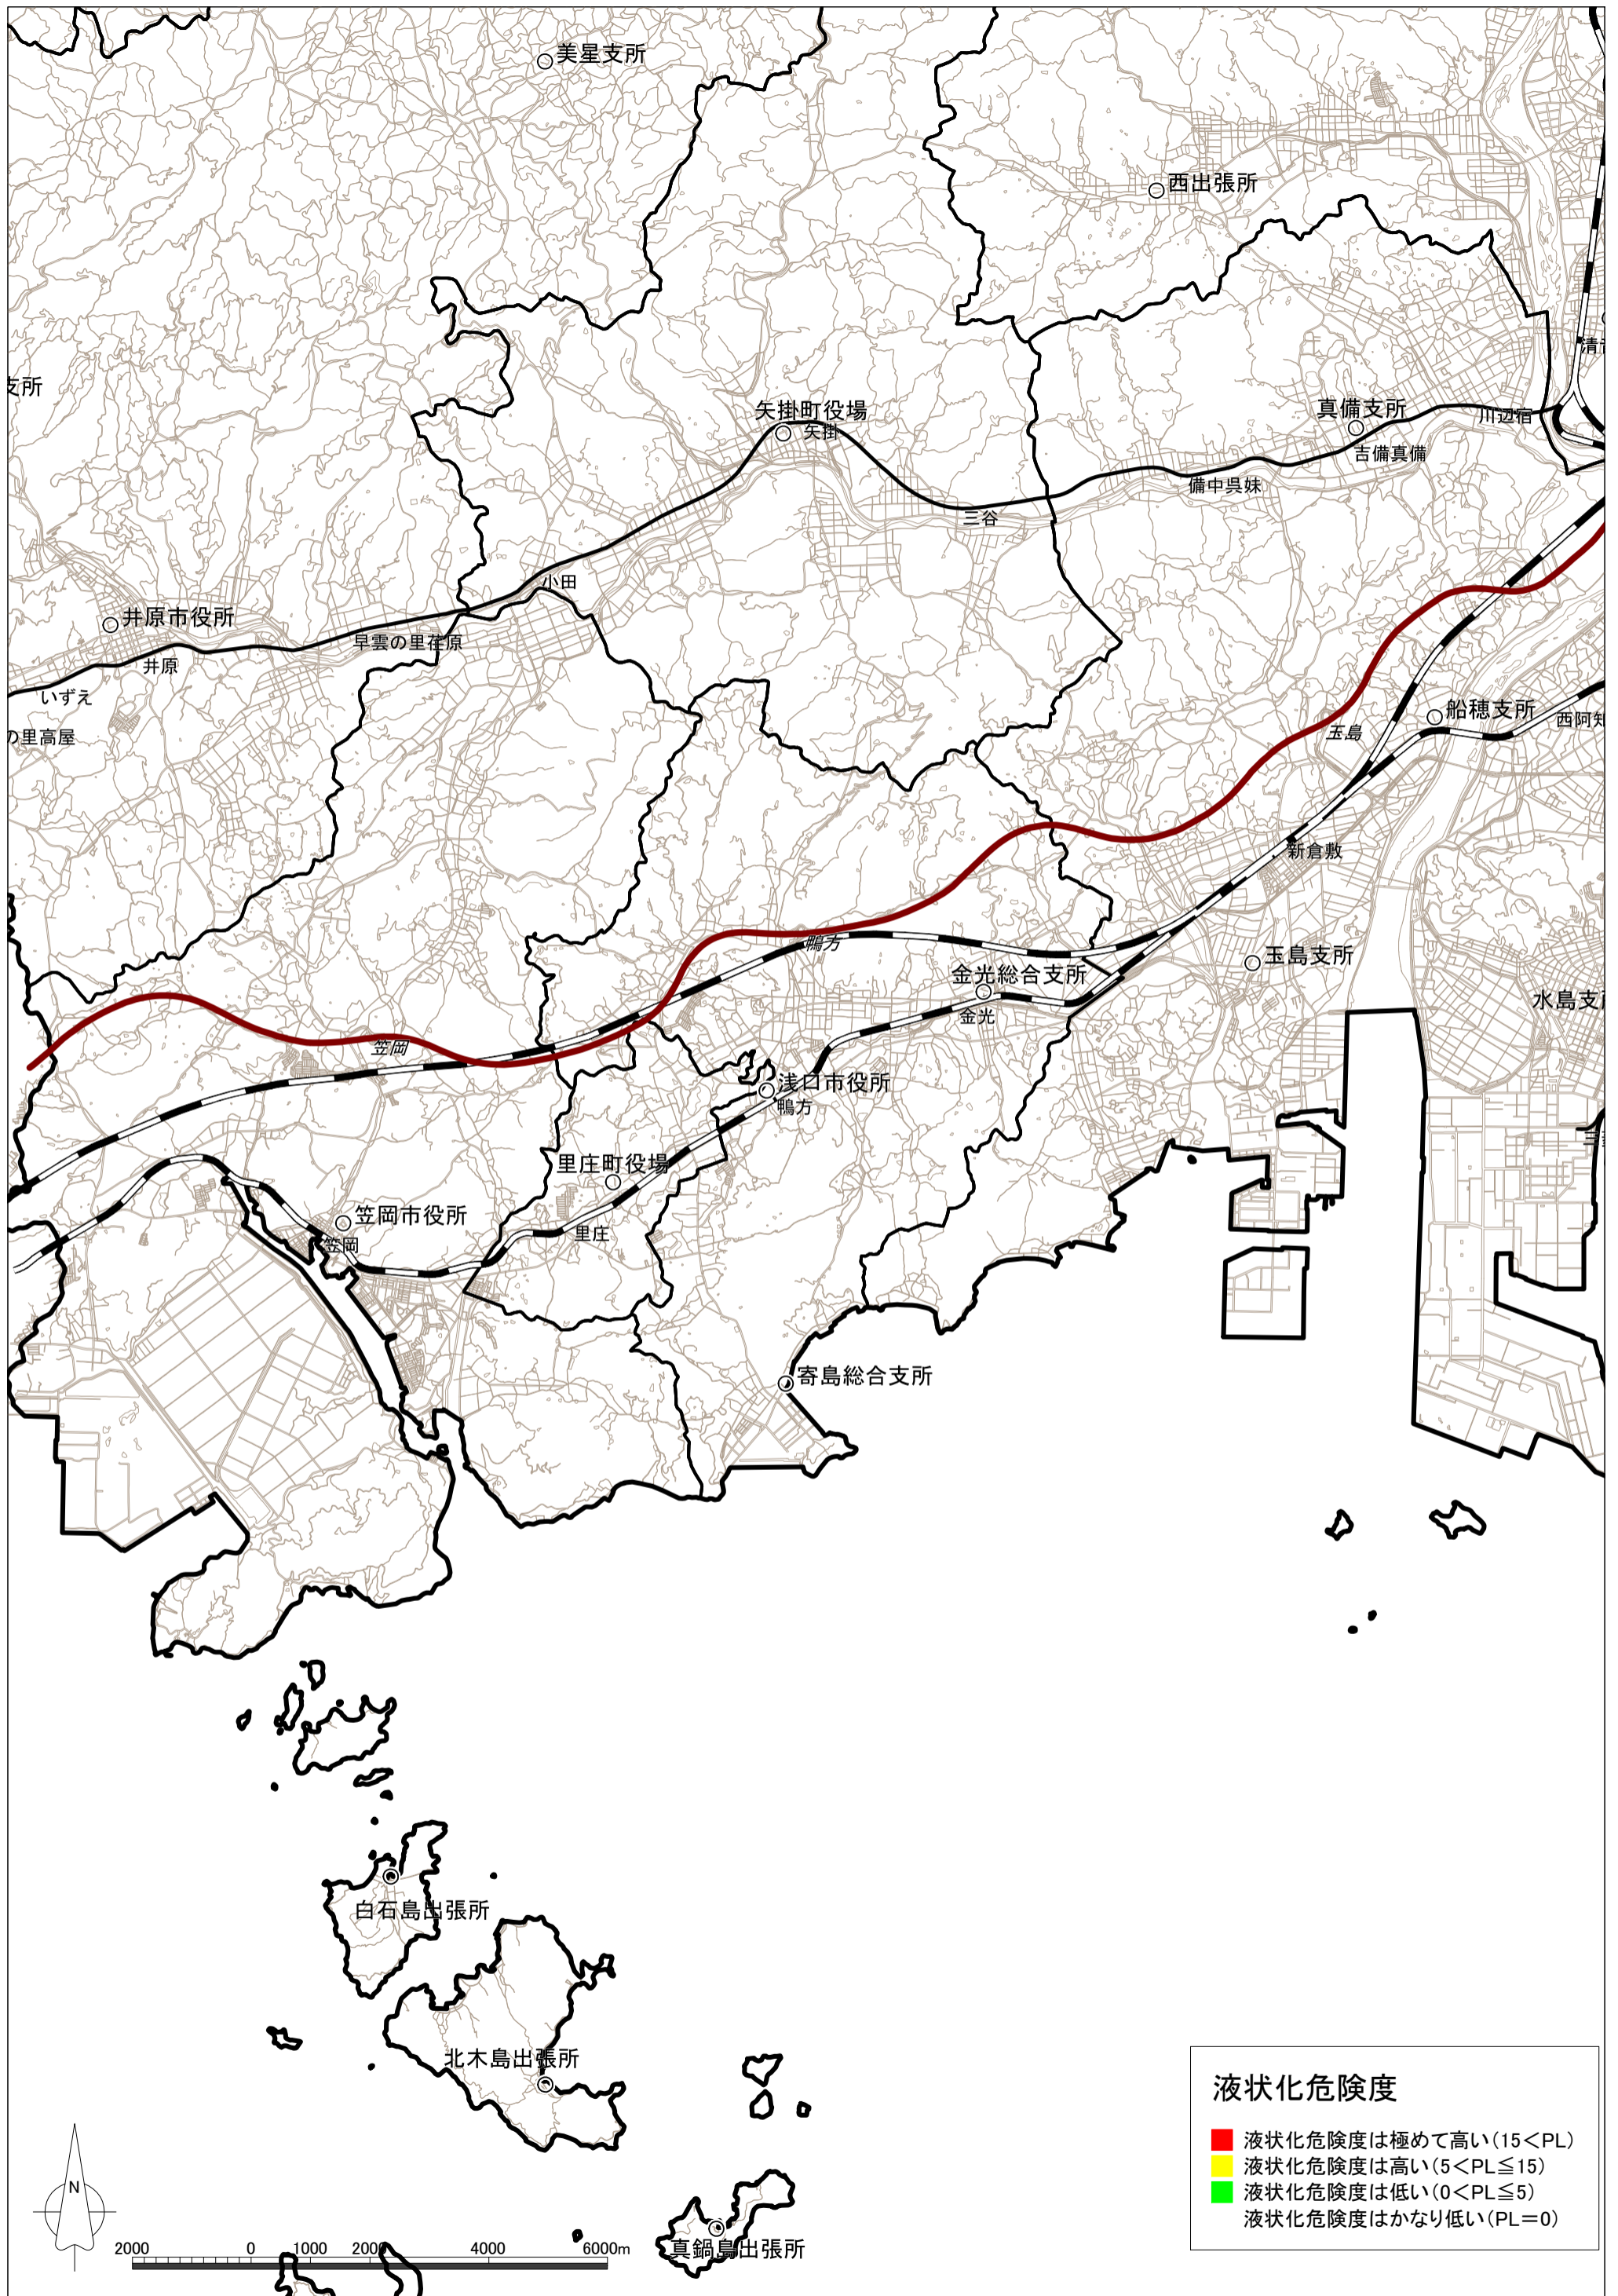 美星支所
西出張所
清音
支所
矢掛町役場
矢掛
真備支所
川辺宿
吉備真備
備中呉妹
三谷
小田
井原市役所
早雲の里荏原
井原
いずえ
の里高屋
船穂支所
西阿知
玉島
新倉敷
鴨方
玉島支所
金光総合支所
金光
水島支所
笠岡
浅口市役所
鴨方
里庄町役場
里庄
笠岡市役所
笠岡
寄島総合支所
白石島出張所
北木島出張所
真鍋島出張所
液状化危険度
液状化危険度は極めて高い(15<PL)
液状化危険度は高い(5<PL≦15)
液状化危険度は低い(0<PL≦5)
液状化危険度はかなり低い(PL=0)
N
2000 0 1000 2000 4000 6000m